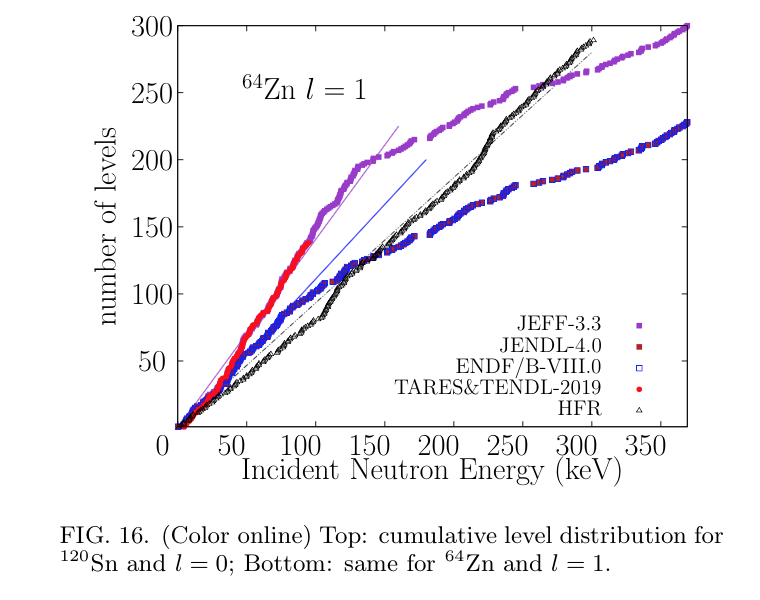 300
250
200
150
100
50
⁶⁴Zn l = 1
number of levels
JEFF-3.3
JENDL-4.0
ENDF/B-VIII.0
TARES&TENDL-2019
HFR
0 50 100 150 200 250 300 350
Incident Neutron Energy (keV)
FIG. 16. (Color online) Top: cumulative level distribution for
¹²⁰Sn and l = 0; Bottom: same for ⁶⁴Zn and l = 1.